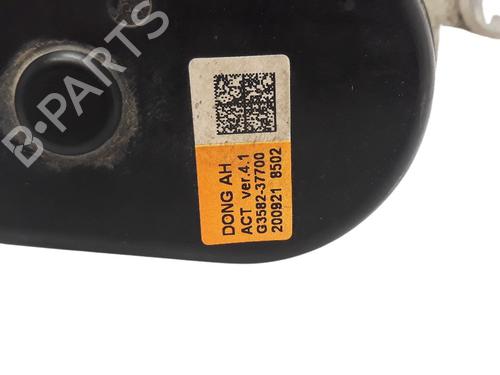 B-PARTS
DONG AH
ACT ver.4.1
G3582-37700
200921 8502